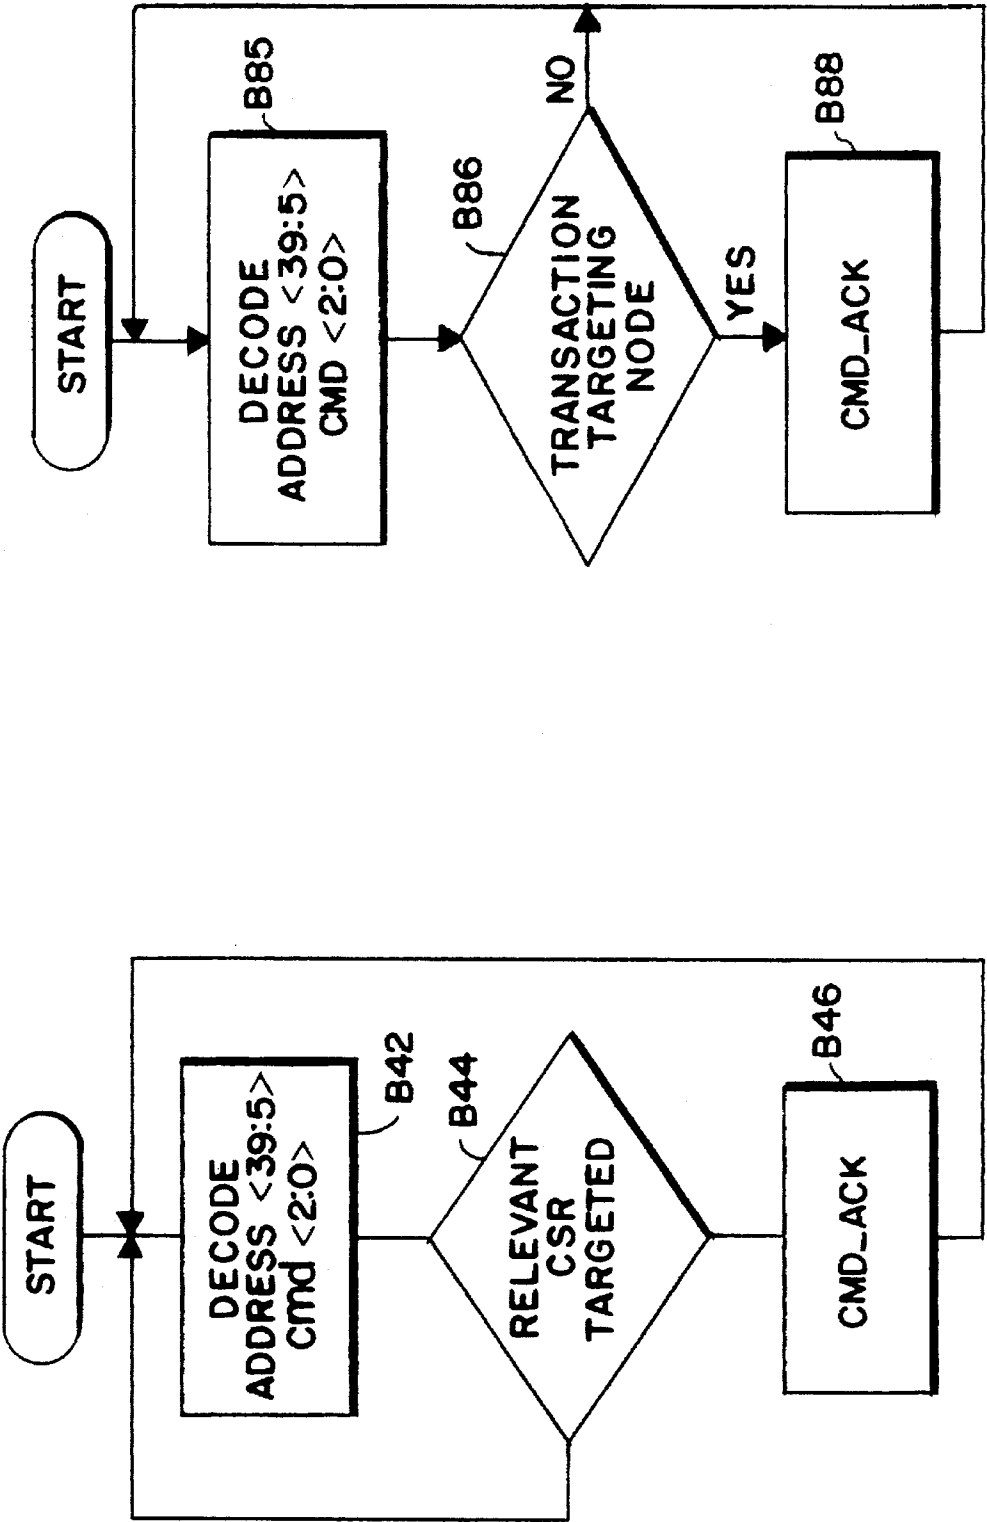 START
DECODE
ADDRESS <39:5>
Cmd <2:0>
B42
RELEVANT
CSR
TARGETED
B44
CMD_ACK
B46
START
DECODE
ADDRESS <39:5>
CMD <2:0>
B85
TRANSACTION
TARGETING
NODE
B86
NO
YES
CMD_ACK
B88